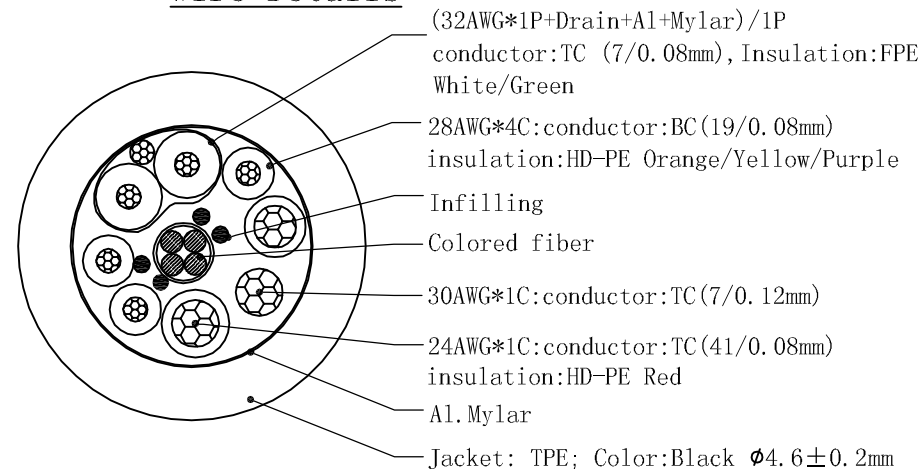 (32AWG*1P+Drain+Al+Mylar)/1P
conductor:TC (7/0.08mm), Insulation:FPE
White/Green
28AWG*4C:conductor:BC(19/0.08mm)
insulation:HD-PE Orange/Yellow/Purple
Infilling
Colored fiber
30AWG*1C:conductor:TC(7/0.12mm)
24AWG*1C:conductor:TC(41/0.08mm)
insulation:HD-PE Red
Al.Mylar
Jacket: TPE; Color:Black Ø4.6±0.2mm